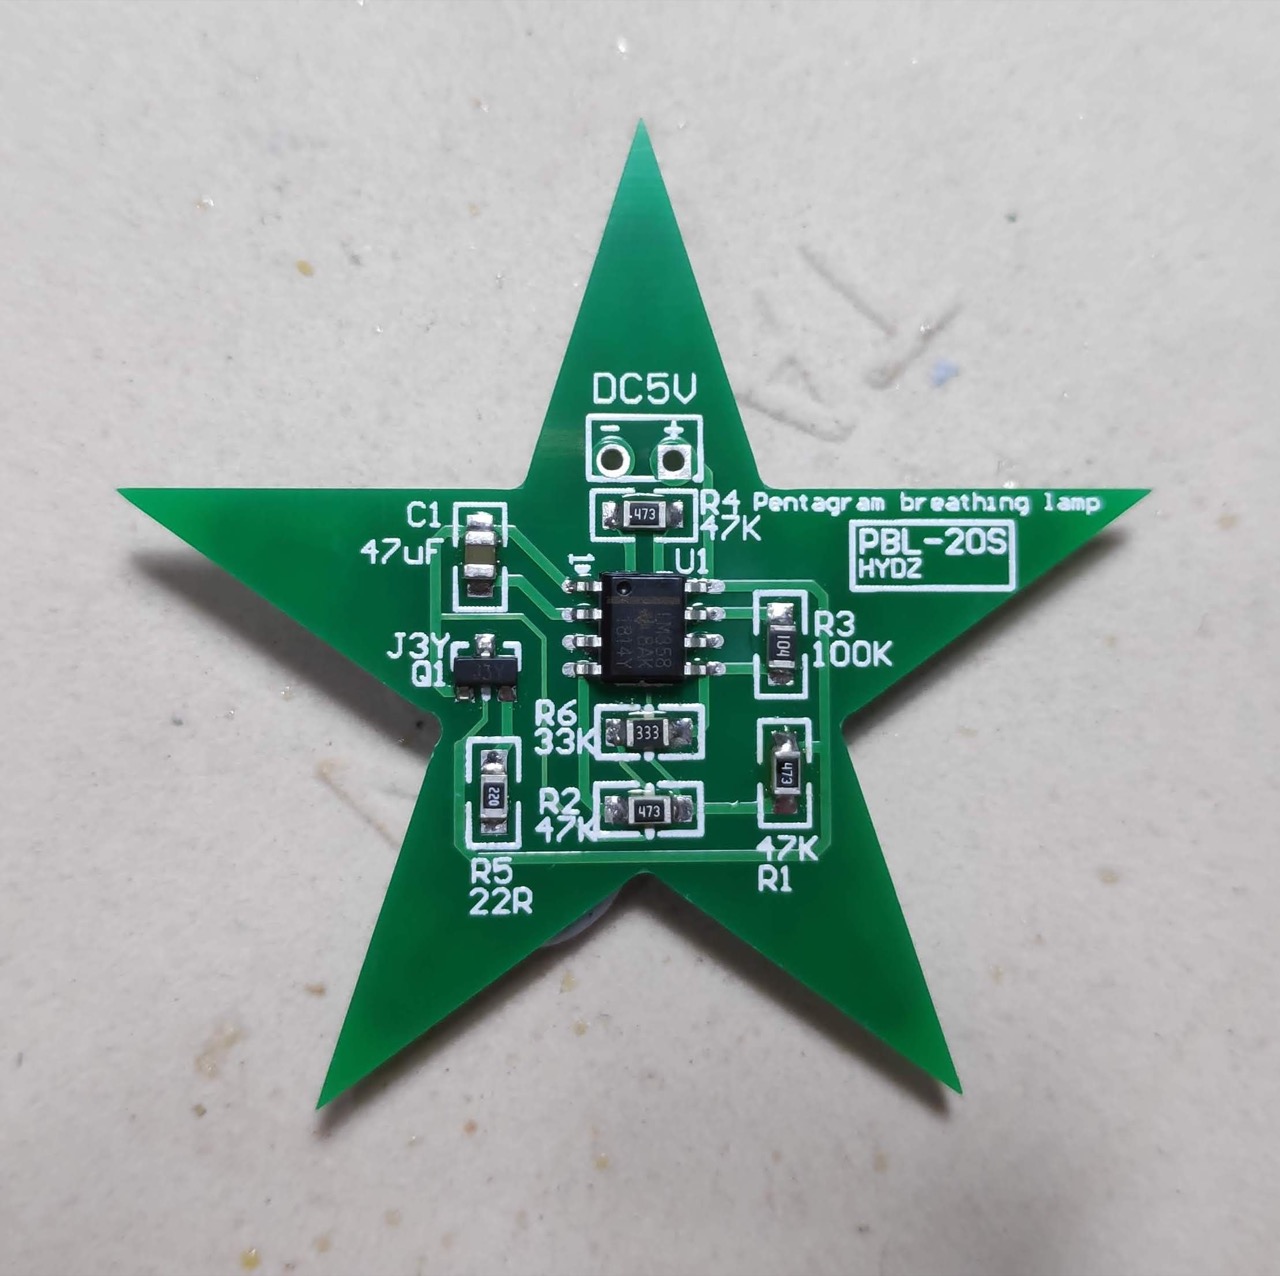 DC5V
- +
R4 Pentagram breathing lamp
47K
473
C1
47uF
PBL-20S
HYDZ
U1
LM358
8AK
1814Y
J3Y
Q1
J3Y
R3
100K
104
R6
33K
333
R2
47K
473
473
47K
R1
220
R5
22R